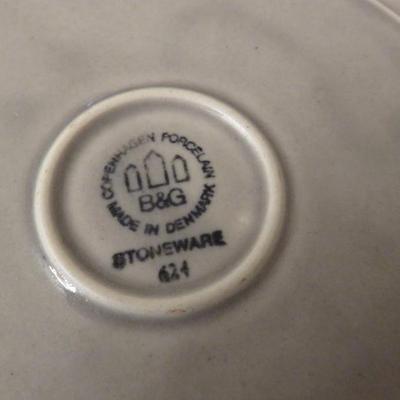 COPENHAGEN PORCELAIN
B&G
MADE IN DENMARK
STONEWARE
624